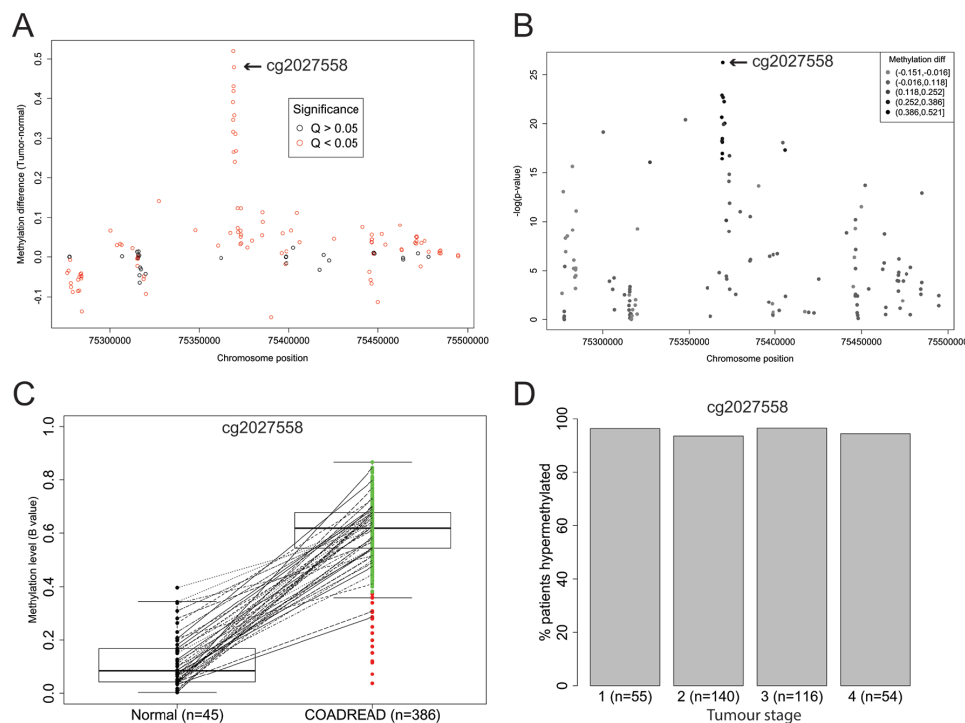 A
Methylation difference (Tumor-normal)
0.5
0.4
0.3
0.2
0.1
0.0
-0.1
cg2027558
Significance
Q > 0.05
Q < 0.05
75300000 75350000 75400000 75450000 75500000
Chromosome position
B
-log(p-value)
25
20
15
10
5
0
cg2027558
Methylation diff
(-0.151,-0.016]
(-0.016,0.118]
(0.118,0.252]
(0.252,0.386]
(0.386,0.521]
75300000 75350000 75400000 75450000 75500000
Chromosome position
C
cg2027558
Methylation level (B value)
1.0
0.8
0.6
0.4
0.2
0.0
Normal (n=45) COADREAD (n=386)
D
cg2027558
% patients hypermethylated
100
80
60
40
20
0
1 (n=55) 2 (n=140) 3 (n=116) 4 (n=54)
Tumour stage